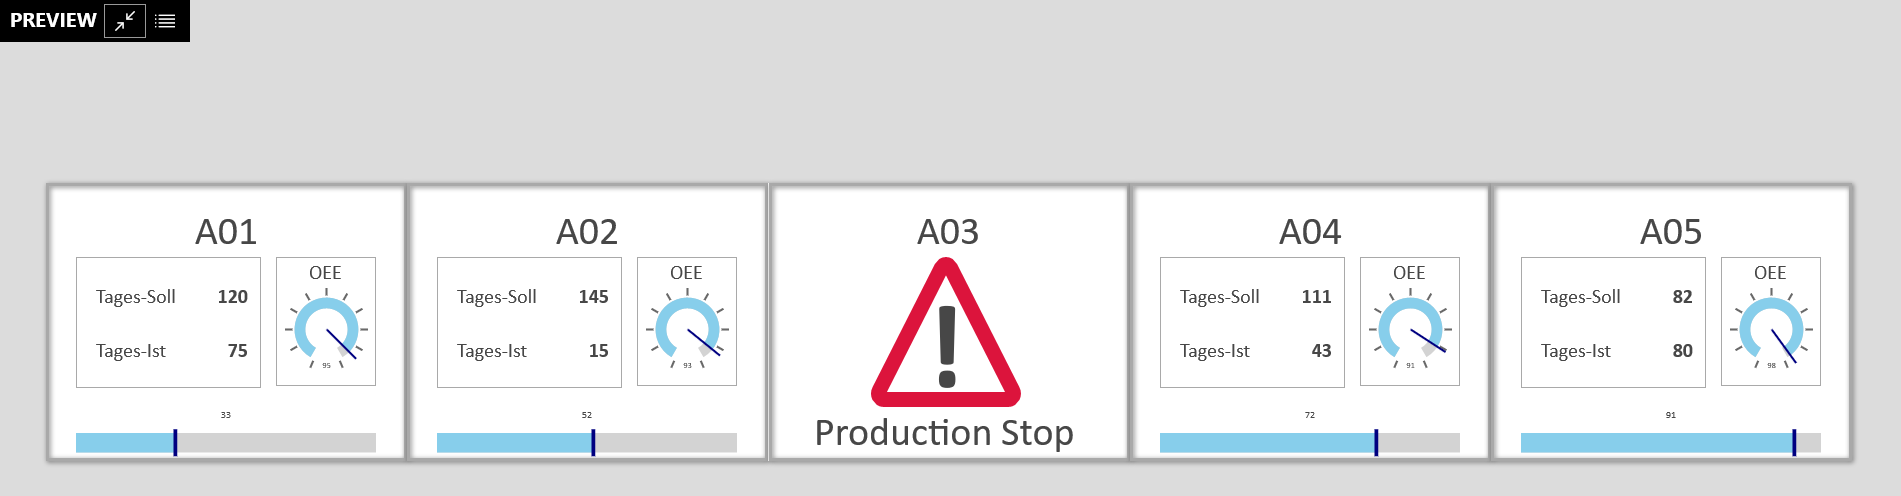 PREVIEW
A01
OEE
Tages-Soll 120
Tages-Ist 75
95
33
A02
OEE
Tages-Soll 145
Tages-Ist 15
93
52
A03
!
Production Stop
A04
OEE
Tages-Soll 111
Tages-Ist 43
91
72
A05
OEE
Tages-Soll 82
Tages-Ist 80
98
91